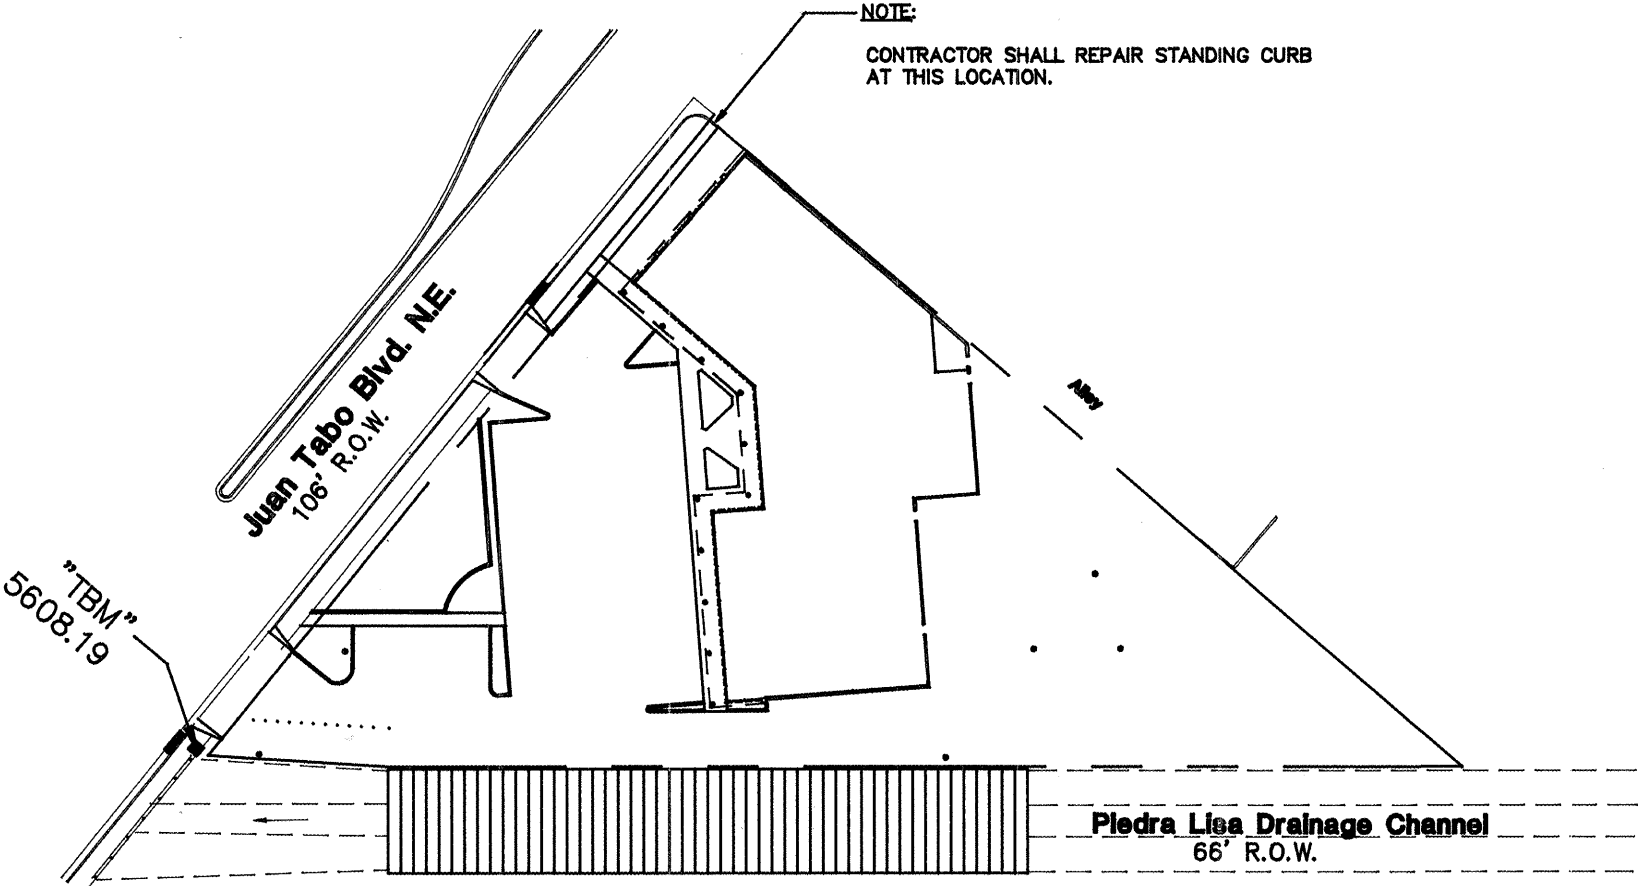 NOTE:
CONTRACTOR SHALL REPAIR STANDING CURB
AT THIS LOCATION.
Juan Tabo Blvd. N.E.
106' R.O.W.
Alley
"TBM"
5608.19
Piedra Lisa Drainage Channel
66' R.O.W.